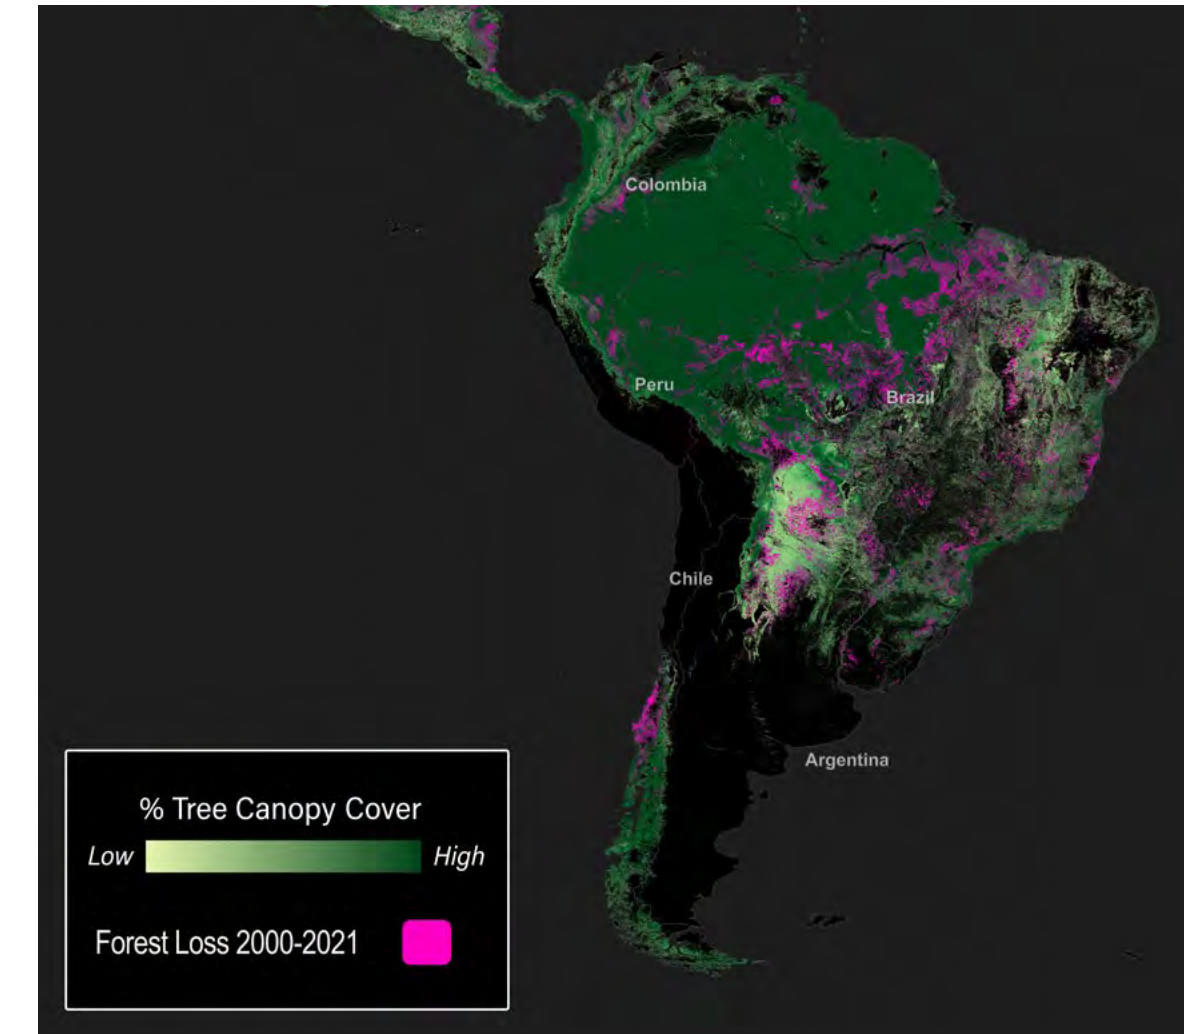 Colombia
Peru
Brazil
Chile
Argentina
% Tree Canopy Cover
Low High
Forest Loss 2000-2021